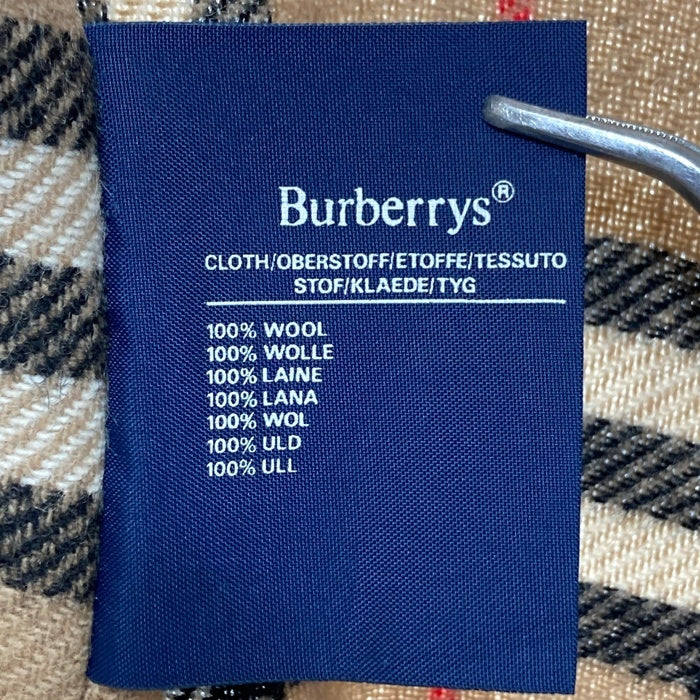 Burberrys®
CLOTH/OBERSTOFF/ETOFFE/TESSUTO
STOF/KLAEDE/TYG
100% WOOL
100% WOLLE
100% LAINE
100% LANA
100% WOL
100% ULD
100% ULL